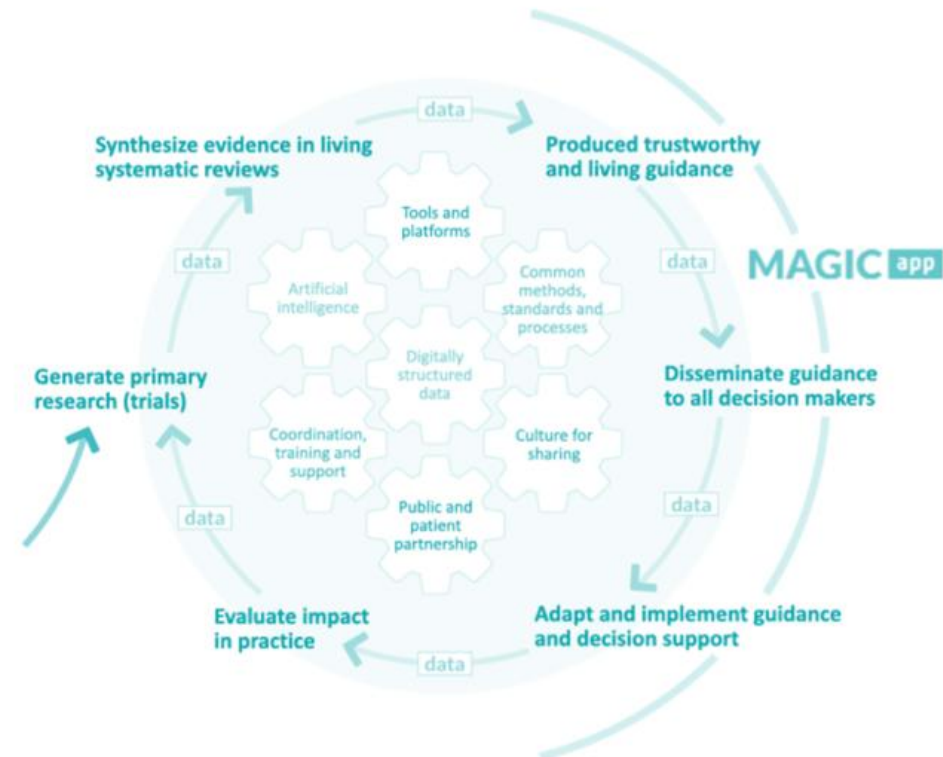 data
Synthesize evidence in living
systematic reviews
Produced trustworthy
and living guidance
Tools and
platforms
data
data
MAGIC app
Artificial
intelligence
Common
methods,
standards and
processes
Digitally
structured
data
Generate primary
research (trials)
Disseminate guidance
to all decision makers
Coordination,
training and
support
Culture for
sharing
data
data
Public and
patient
partnership
Evaluate impact
in practice
Adapt and implement guidance
and decision support
data